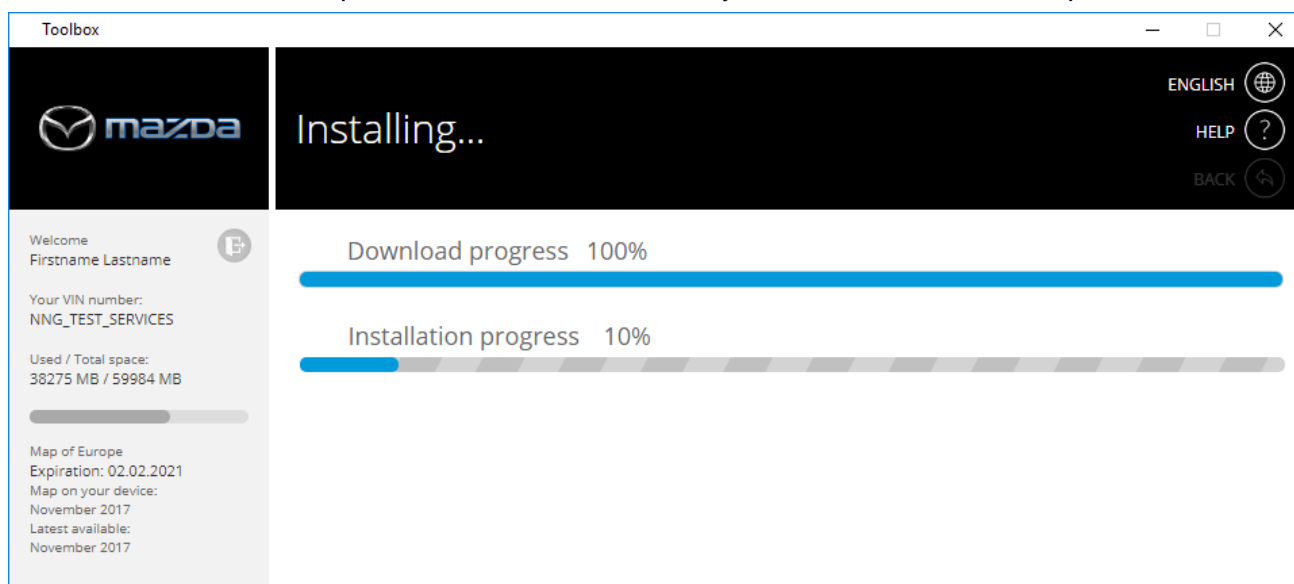 Toolbox
mazDa
Installing...
ENGLISH
HELP
?
BACK
Welcome
Firstname Lastname
Your VIN number:
NNG_TEST_SERVICES
Used / Total space:
38275 MB / 59984 MB
Map of Europe
Expiration: 02.02.2021
Map on your device:
November 2017
Latest available:
November 2017
Download progress 100%
Installation progress 10%